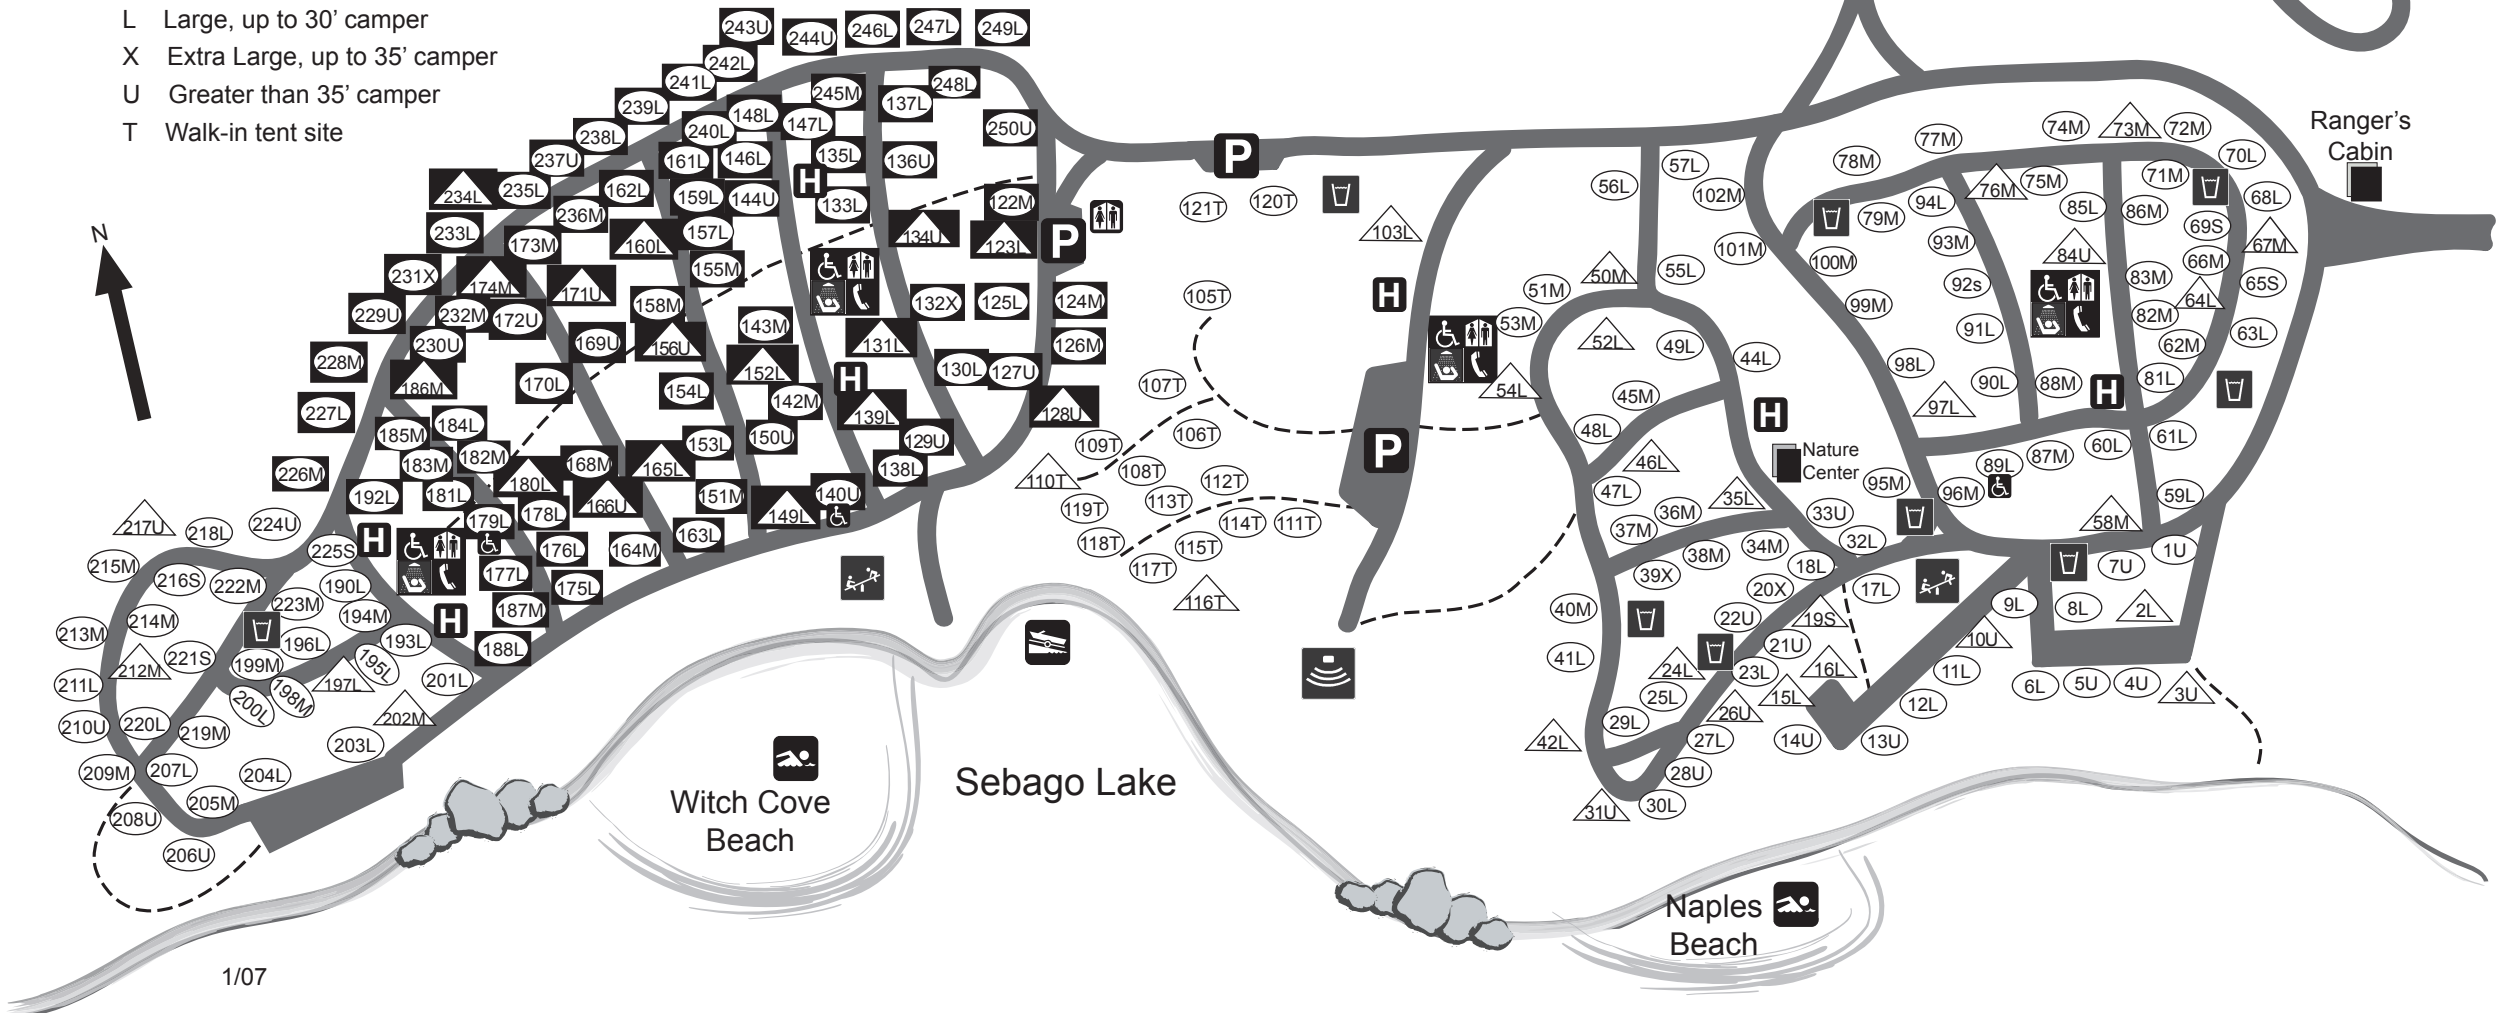 L Large, up to 30’ camper
X Extra Large, up to 35’ camper
U Greater than 35’ camper
T Walk-in tent site
N
243U
244U
246L
247L
249L
242L
241L
239L
238L
237U
235L
234L
233L
231X
229U
228M
227L
226M
248L
245M
137L
148L
147L
240L
250U
161L
146L
135L
136U
H
162L
159L
144U
133L
122M
236M
160L
157L
134U
123L
P
173M
155M
174M
171U
158M
132X
125L
124M
232M
172U
143M
230U
169U
156U
131L
126M
186M
170L
154L
152L
H
130L
127U
142M
139L
128U
185M
184L
153L
150U
129U
183M
182M
168M
165L
138L
180L
192L
181L
166U
151M
140U
149L
178L
179L
163L
H
176L
164M
177L
175L
187M
H
188L
217U
218L
224U
225S
215M
216S
222M
190L
223M
194M
214M
213M
196L
193L
221S
199M
195L
212M
211L
197L
201L
198M
200L
202M
210U
220L
219M
203L
209M
207L
204L
205M
208U
206U
P
121T
120T
103L
105T
107T
109T
106T
110T
108T
112T
113T
119T
114T
111T
118T
115T
117T
116T
H
P
57L
56L
102M
101M
55L
50M
51M
53M
52L
49L
44L
54L
45M
48L
H
46L
Nature
Center
47L
35L
36M
37M
33U
38M
34M
32L
18L
39X
20X
17L
40M
22U
19S
21U
41L
24L
23L
16L
25L
15L
26U
29L
42L
27L
14U
13U
28U
31U
30L
12L
11L
10U
9L
8L
7U
2L
1U
6L
5U
4U
3U
78M
77M
74M
73M
72M
70L
71M
76M
75M
68L
79M
94L
85L
86M
69S
67M
93M
84U
100M
66M
92s
83M
65S
99M
64L
91L
82M
63L
62M
98L
90L
88M
81L
H
97L
60L
61L
87M
89L
95M
96M
59L
58M
Ranger’s
Cabin
Sebago Lake
Witch Cove
Beach
Naples
Beach
1/07